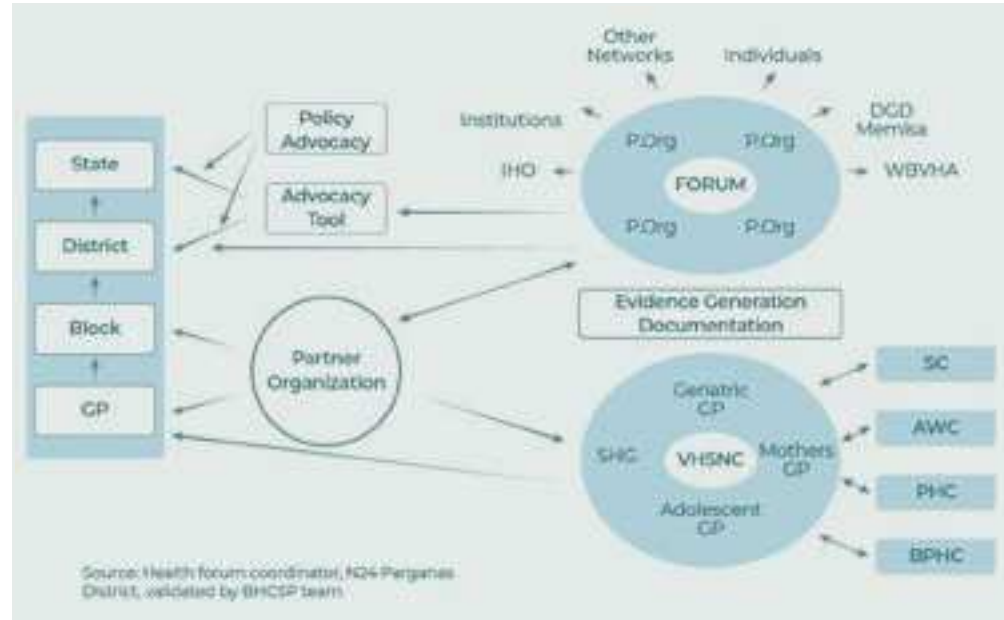 Other
Networks
Individuals
Institutions
DGD
Memisa
IHO
WBVHA
P.Org
P.Org
FORUM
P.Org
P.Org
Policy
Advocacy
Advocacy
Tool
State
District
Block
GP
Partner
Organization
Evidence Generation
Documentation
Geriatric
GP
SHG
VHSNC
Mothers
GP
Adolescent
GP
SC
AWC
PHC
BPHC
Source: Health forum coordinator, N24 Parganas
District, validated by BHCSP team